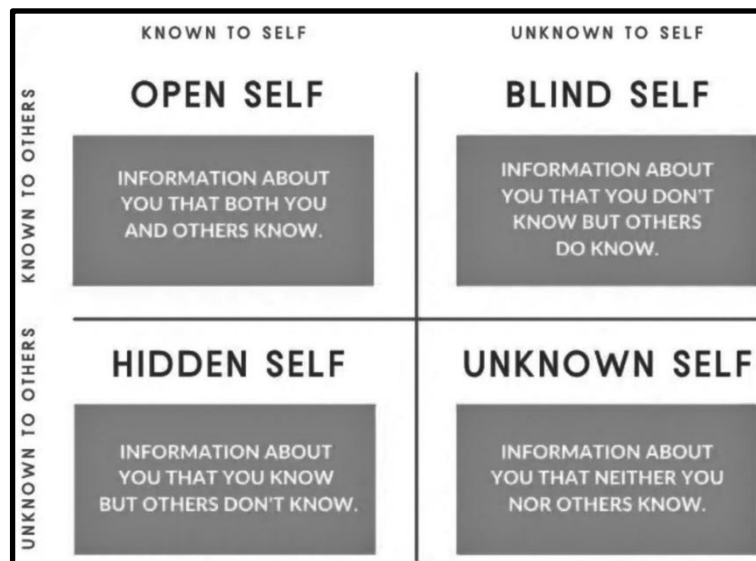 KNOWN TO SELF
UNKNOWN TO SELF
KNOWN TO OTHERS
OPEN SELF
INFORMATION ABOUT
YOU THAT BOTH YOU
AND OTHERS KNOW.
BLIND SELF
INFORMATION ABOUT
YOU THAT YOU DON'T
KNOW BUT OTHERS
DO KNOW.
UNKNOWN TO OTHERS
HIDDEN SELF
INFORMATION ABOUT
YOU THAT YOU KNOW
BUT OTHERS DON'T KNOW.
UNKNOWN SELF
INFORMATION ABOUT
YOU THAT NEITHER YOU
NOR OTHERS KNOW.